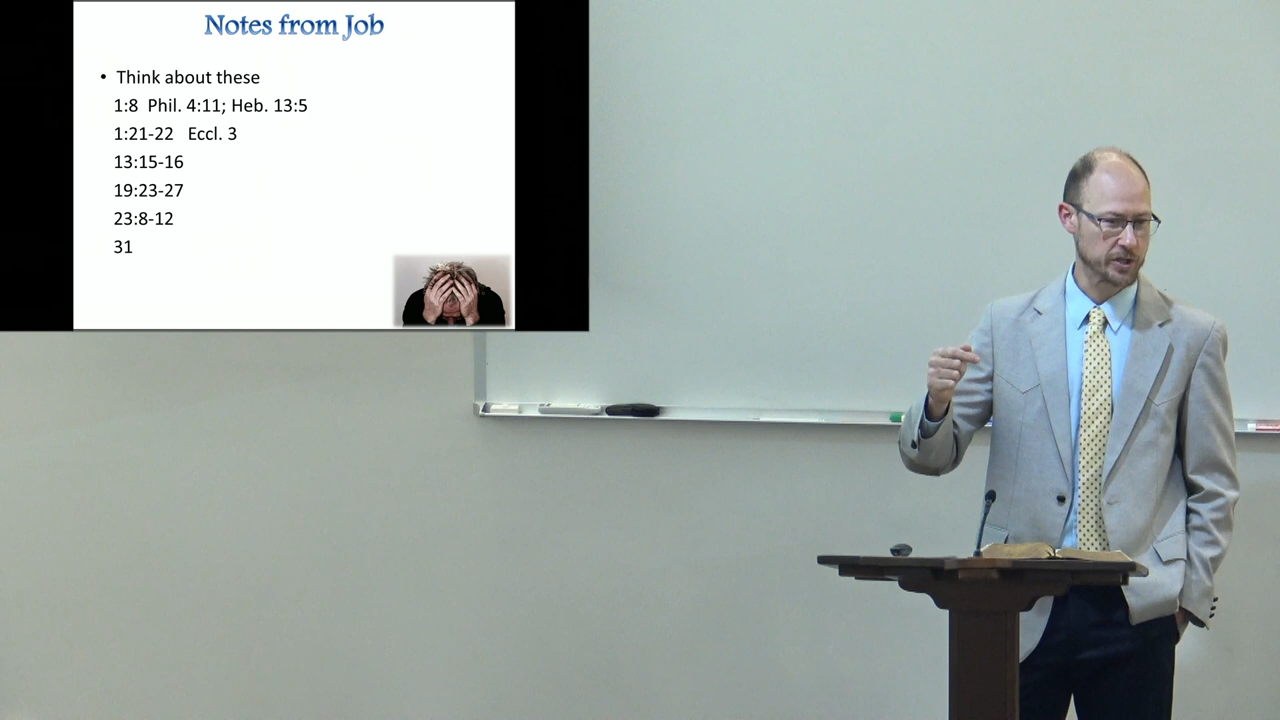 Notes from Job
• Think about these
1:8 Phil. 4:11; Heb. 13:5
1:21-22 Eccl. 3
13:15-16
19:23-27
23:8-12
31